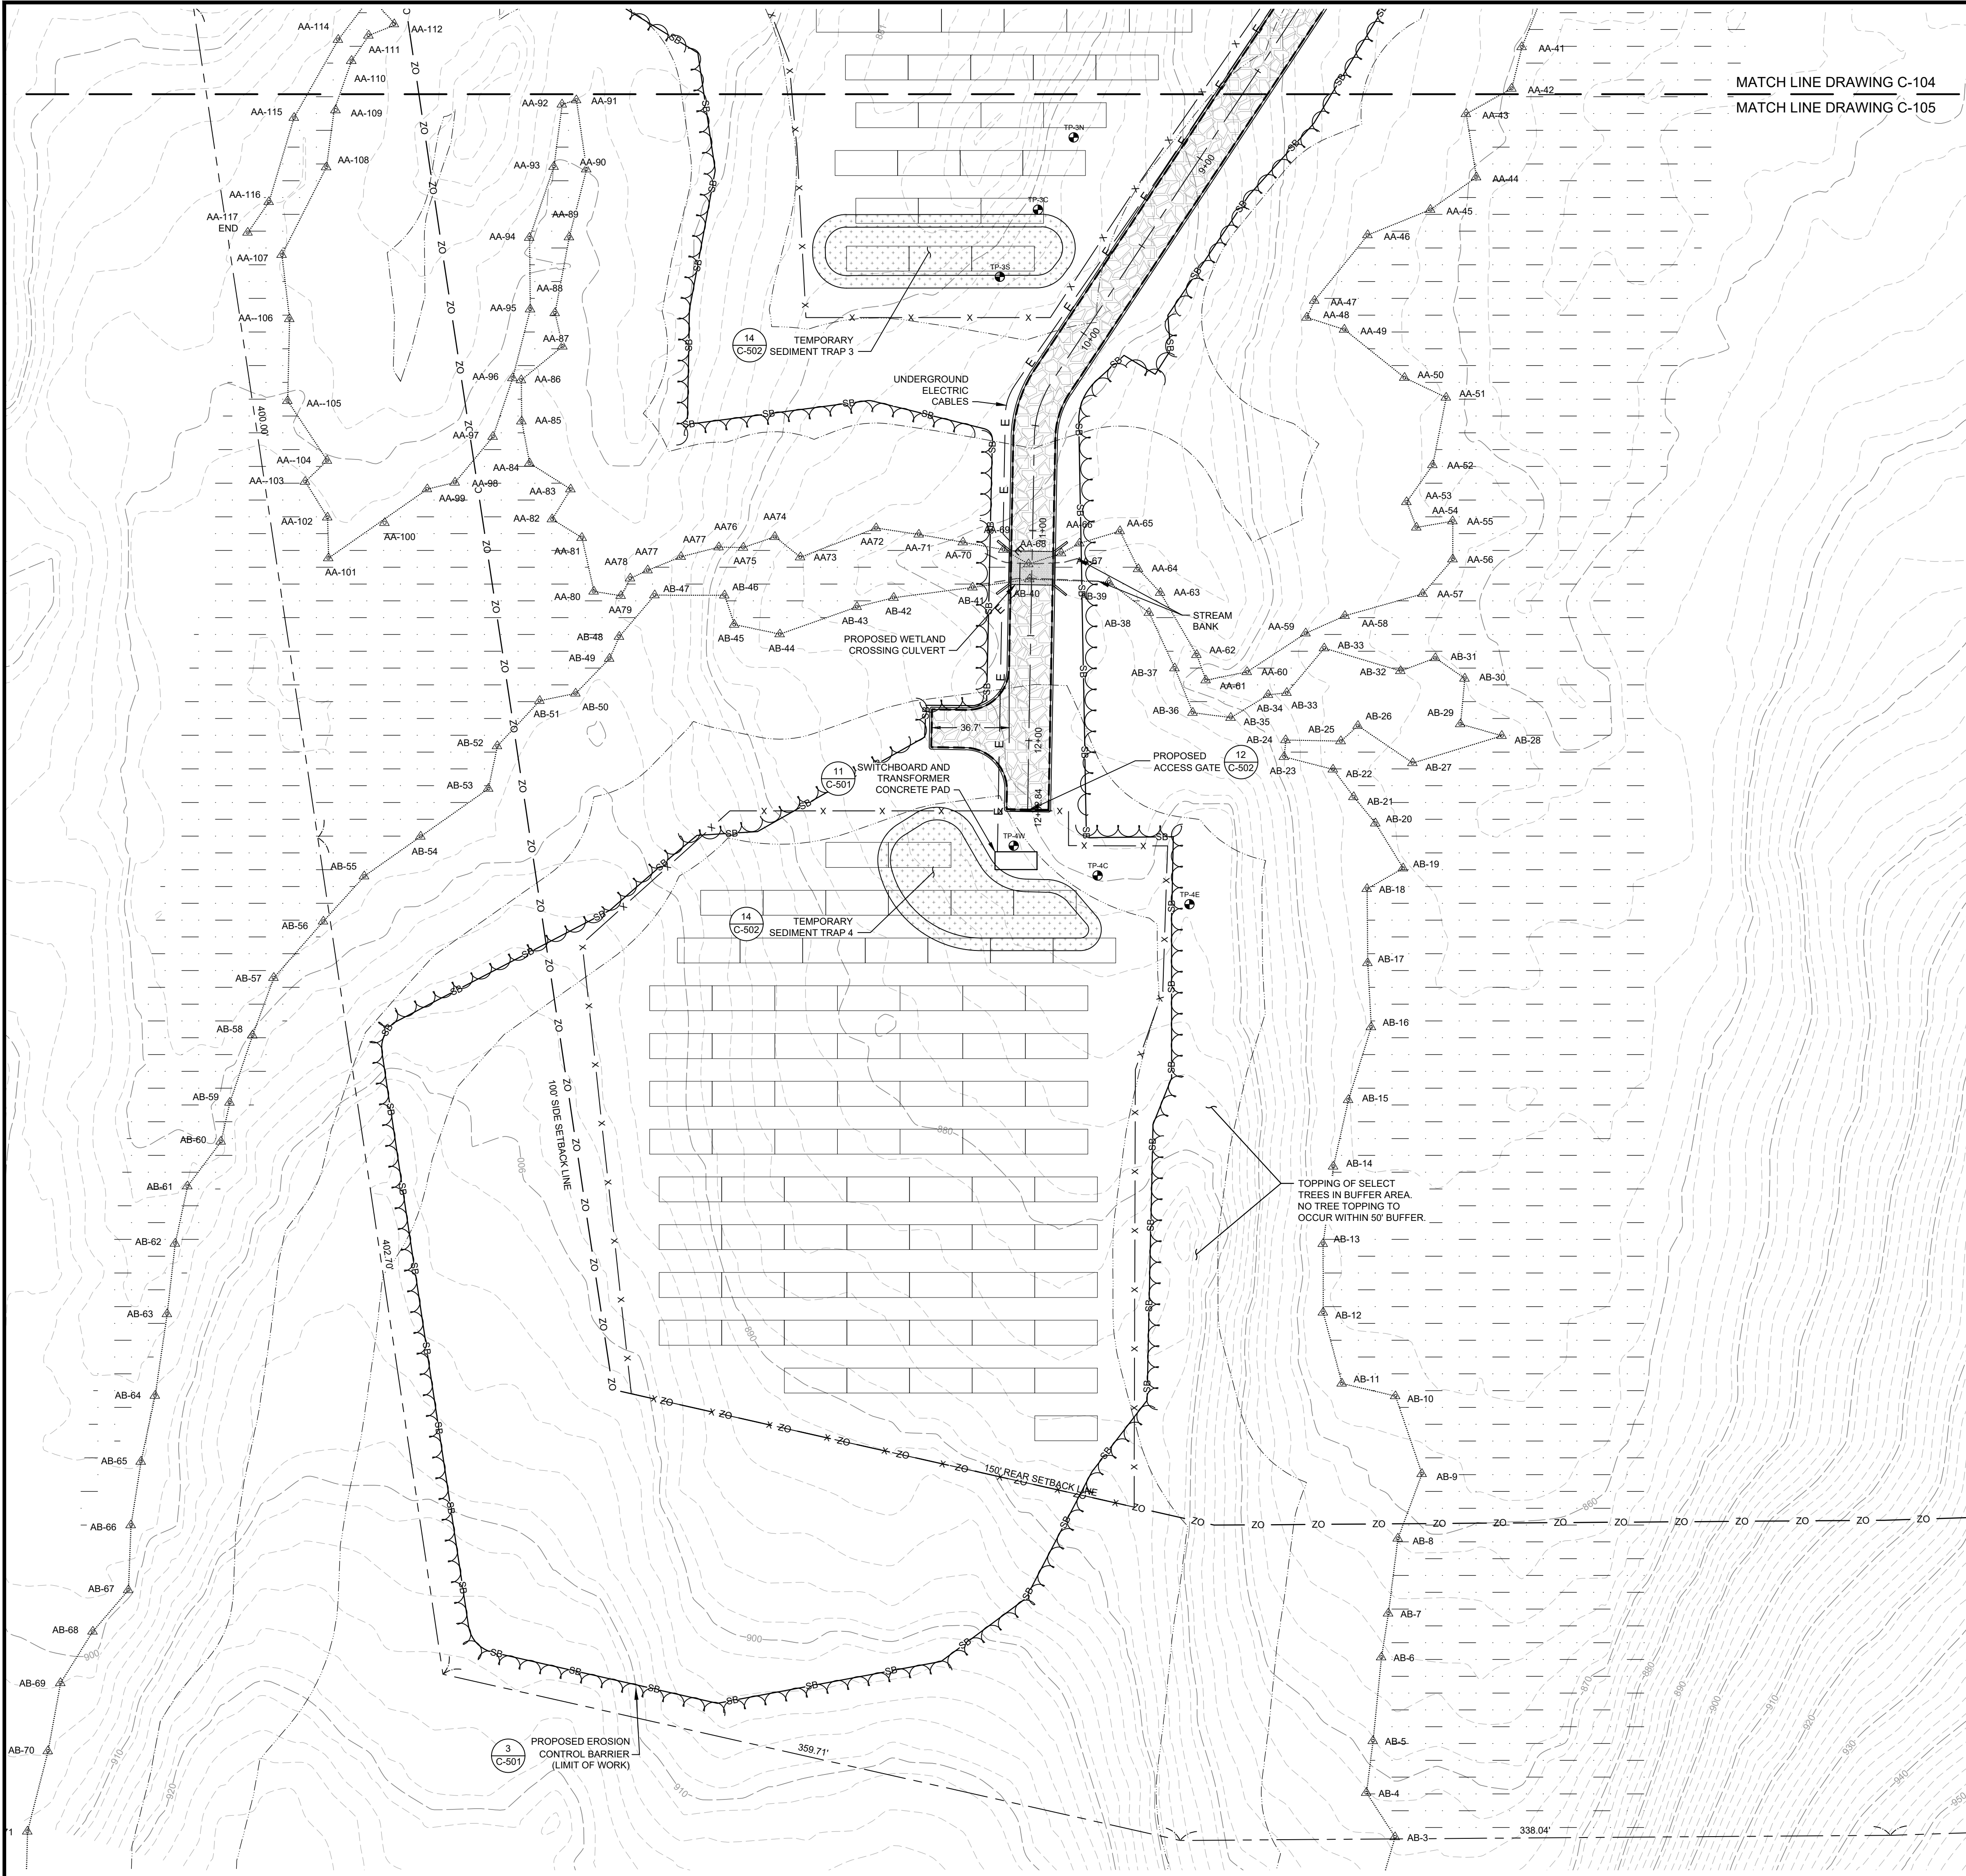 AA-114
AA-112
AA-111
AA-110
AA-41
MATCH LINE DRAWING C-104
MATCH LINE DRAWING C-105
AA-42
AA-43
AA-115
AA-109
AA-92
AA-91
TP-3N
AA-108
AA-93
AA-90
9+00
AA-44
AA-116
AA-117
END
TP-3C
AA-45
AA-89
AA-94
AA-46
AA-107
TP-3S
AA-88
AA-95
AA-47
AA-48
AA--106
AA-49
14
C-502
TEMPORARY
SEDIMENT TRAP 3
10+00
AA-87
AA-96
AA-86
AA-50
UNDERGROUND
ELECTRIC
CABLES
AA--105
AA-51
400.00'
AA-85
AA-97
AA--104
AA-84
AA-52
AA--103
AA-98
AA-99
AA-83
AA-53
AA-102
AA-100
AA-82
AA76
AA74
AA72
AA-69
AA-66
AA-65
AA-54
AA-55
AA-81
AA77
AA77
AA75
AA73
AA-71
AA-70
AA-68
AA-67
AA-101
AA78
AA-64
AA-56
AA-80
AA79
AB-47
AB-46
AB-41
AB-40
AB-39
AA-63
AA-57
AB-42
AB-43
AB-38
STREAM
BANK
AA-58
AA-59
AB-48
AB-45
AB-44
PROPOSED WETLAND
CROSSING CULVERT
AB-49
AA-62
AB-33
AB-31
AB-37
AA-60
AB-32
AB-30
AA-61
AB-50
AB-51
AB-34
AB-33
AB-36
AB-35
AB-29
AB-26
36.7'
12+00
AB-52
AB-24
AB-25
AB-28
AB-23
AB-27
PROPOSED
ACCESS GATE
12
C-502
AB-22
11
C-501
SWITCHBOARD AND
TRANSFORMER
CONCRETE PAD
AB-53
AB-21
AB-20
TP-4W
AB-54
AB-55
TP-4C
AB-19
AB-18
TP-4E
AB-56
14
C-502
TEMPORARY
SEDIMENT TRAP 4
AB-57
AB-17
AB-58
AB-16
AB-59
100' SIDE SETBACK LINE
AB-15
880
AB-60
900
AB-14
AB-61
TOPPING OF SELECT
TREES IN BUFFER AREA.
NO TREE TOPPING TO
OCCUR WITHIN 50' BUFFER.
402.70'
AB-62
AB-13
AB-63
AB-12
890
AB-64
AB-11
AB-10
AB-65
AB-9
150' REAR SETBACK LINE
860
AB-66
AB-8
AB-67
AB-7
AB-68
900
900
AB-6
AB-69
870
880
890
900
910
920
930
940
950
AB-70
3
C-501
PROPOSED EROSION
CONTROL BARRIER
(LIMIT OF WORK)
359.71'
AB-5
910
920
910
AB-4
338.04'
AB-3